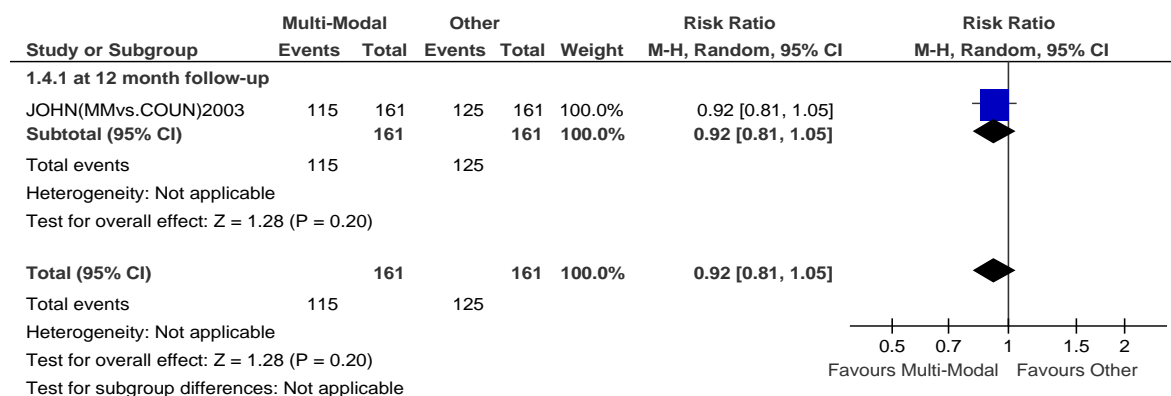 Multi-Modal Other Risk Ratio Risk Ratio
Study or Subgroup Events Total Events Total Weight M-H, Random, 95% CI M-H, Random, 95% CI
1.4.1 at 12 month follow-up
JOHN(MMvs.COUN)2003 115 161 125 161 100.0% 0.92 [0.81, 1.05]
Subtotal (95% CI) 161 161 100.0% 0.92 [0.81, 1.05]
Total events 115 125
Heterogeneity: Not applicable
Test for overall effect: Z = 1.28 (P = 0.20)
Total (95% CI) 161 161 100.0% 0.92 [0.81, 1.05]
Total events 115 125
Heterogeneity: Not applicable
Test for overall effect: Z = 1.28 (P = 0.20)
Test for subgroup differences: Not applicable
0.5 0.7 1 1.5 2
Favours Multi-Modal Favours Other